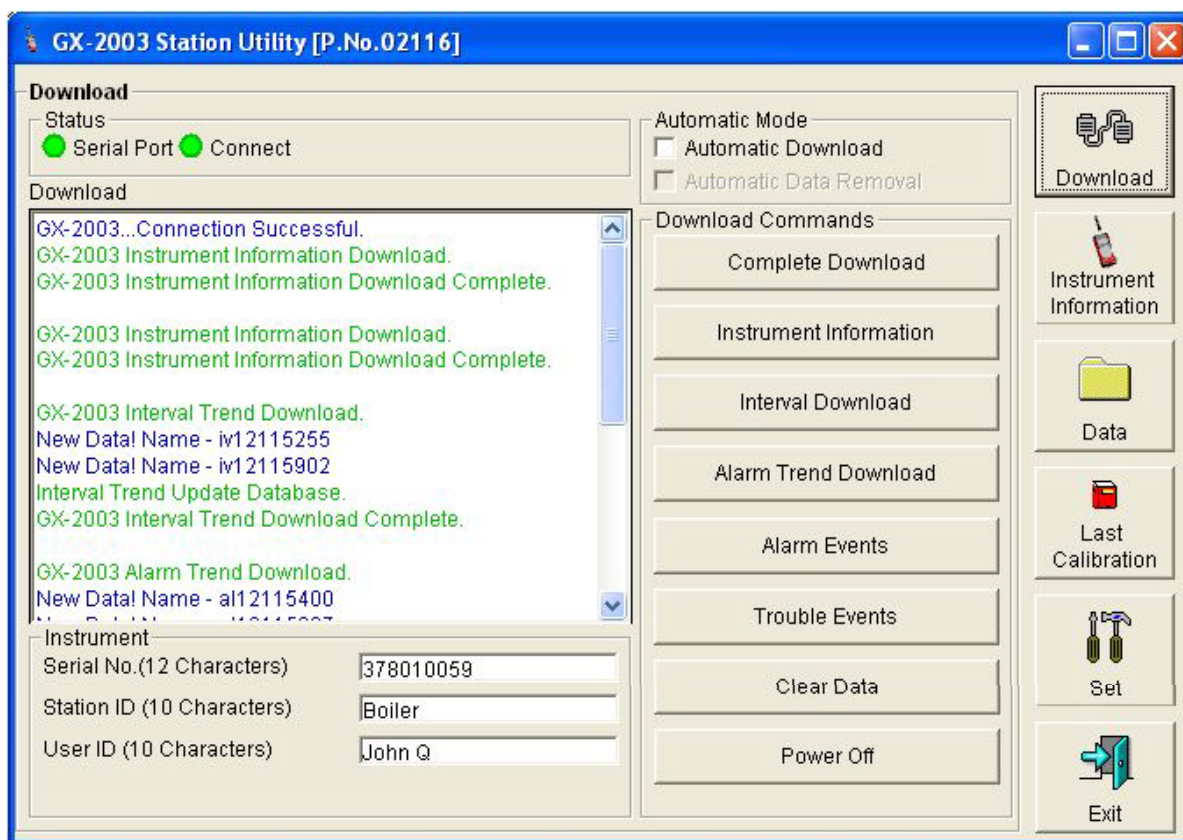 GX-2003 Station Utility [P.No.02116]
Download
Status
Serial Port
Connect
Download
GX-2003...Connection Successful.
GX-2003 Instrument Information Download.
GX-2003 Instrument Information Download Complete.
GX-2003 Instrument Information Download.
GX-2003 Instrument Information Download Complete.
GX-2003 Interval Trend Download.
New Data! Name - iv12115255
New Data! Name - iv12115902
Interval Trend Update Database.
GX-2003 Interval Trend Download Complete.
GX-2003 Alarm Trend Download.
New Data! Name - al12115400
Instrument
Serial No.(12 Characters)
378010059
Station ID (10 Characters)
Boiler
User ID (10 Characters)
John Q
Automatic Mode
Automatic Download
Automatic Data Removal
Download Commands
Complete Download
Instrument Information
Interval Download
Alarm Trend Download
Alarm Events
Trouble Events
Clear Data
Power Off
Download
Instrument
Information
Data
Last
Calibration
Set
Exit